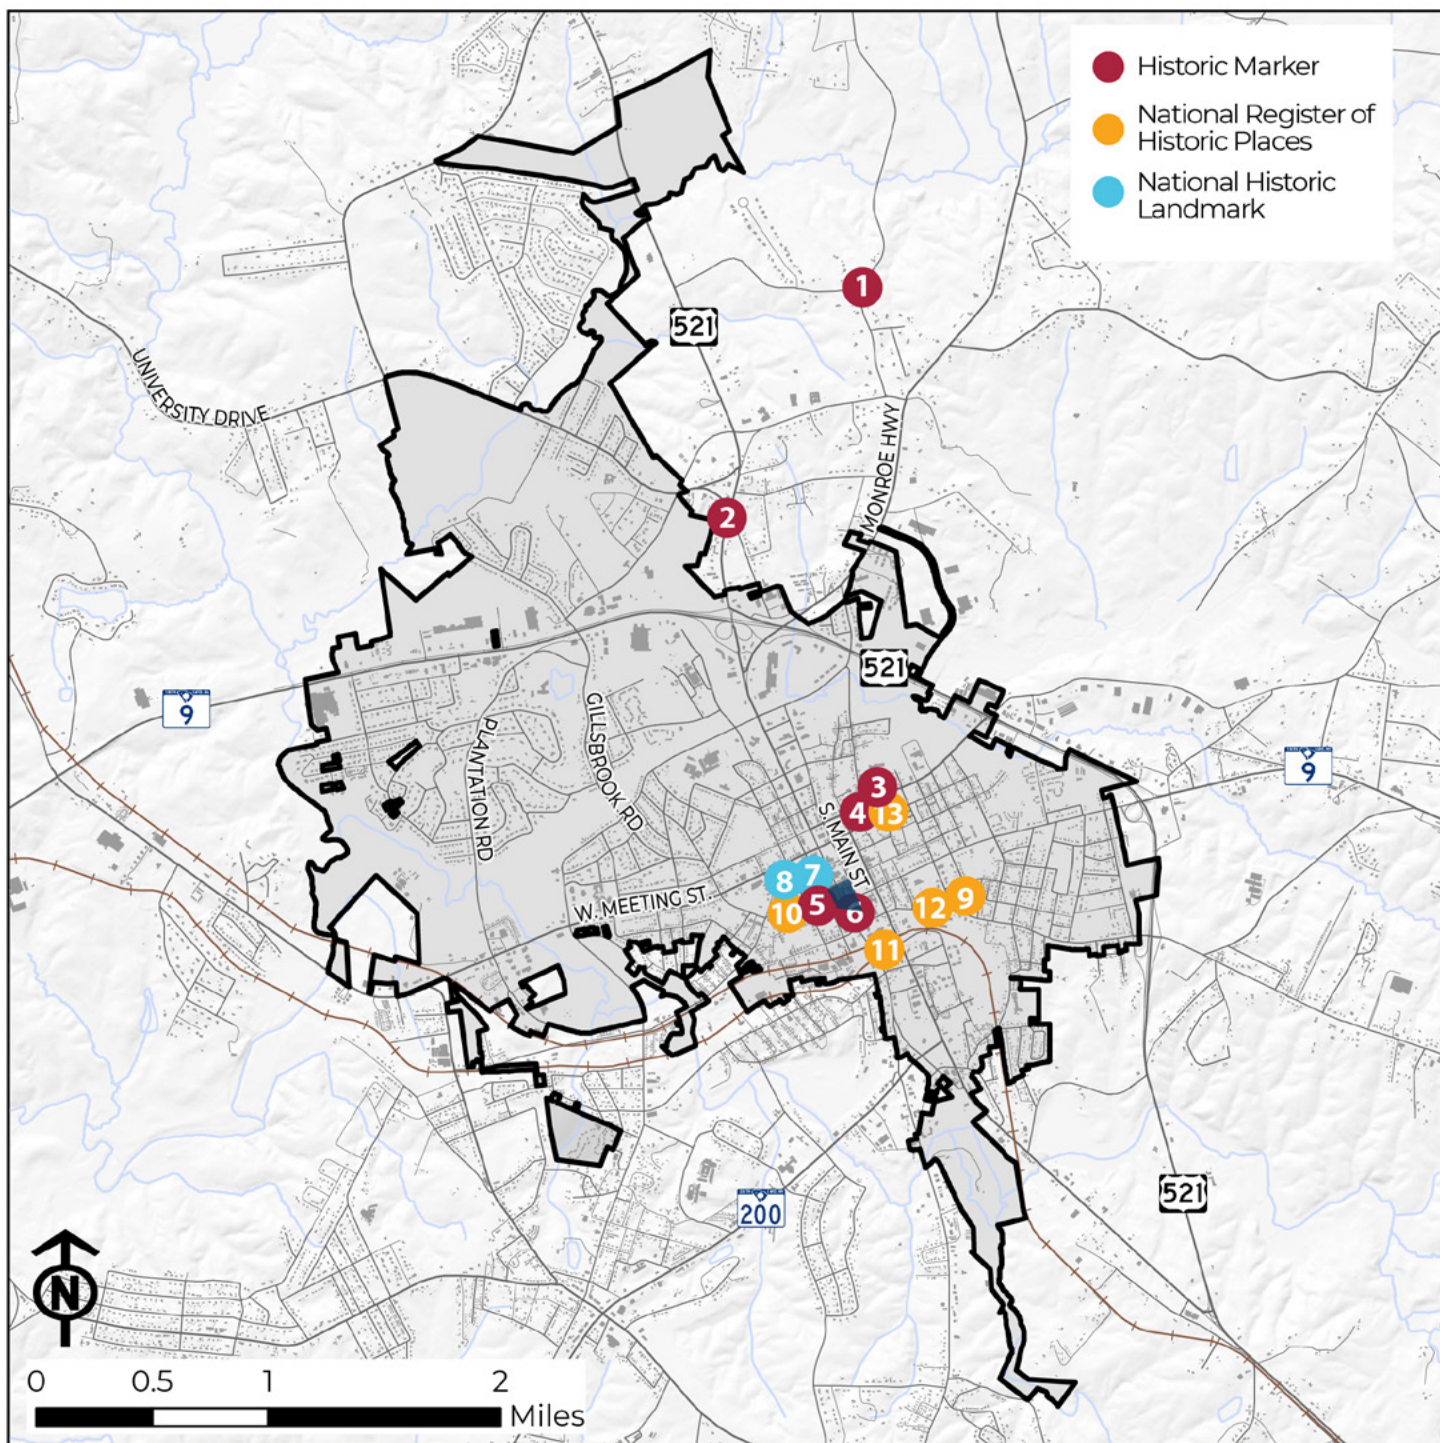 Historic Marker
National Register of
Historic Places
National Historic
Landmark
1
521
UNIVERSITY DRIVE
MONROE HWY
2
521
9
PLANTATION RD
GILLSBROOK RD
9
3
4
13
S. MAIN ST
8
7
W. MEETING ST.
10
5
6
12
9
11
521
200
N
0
0.5
1
2
Miles